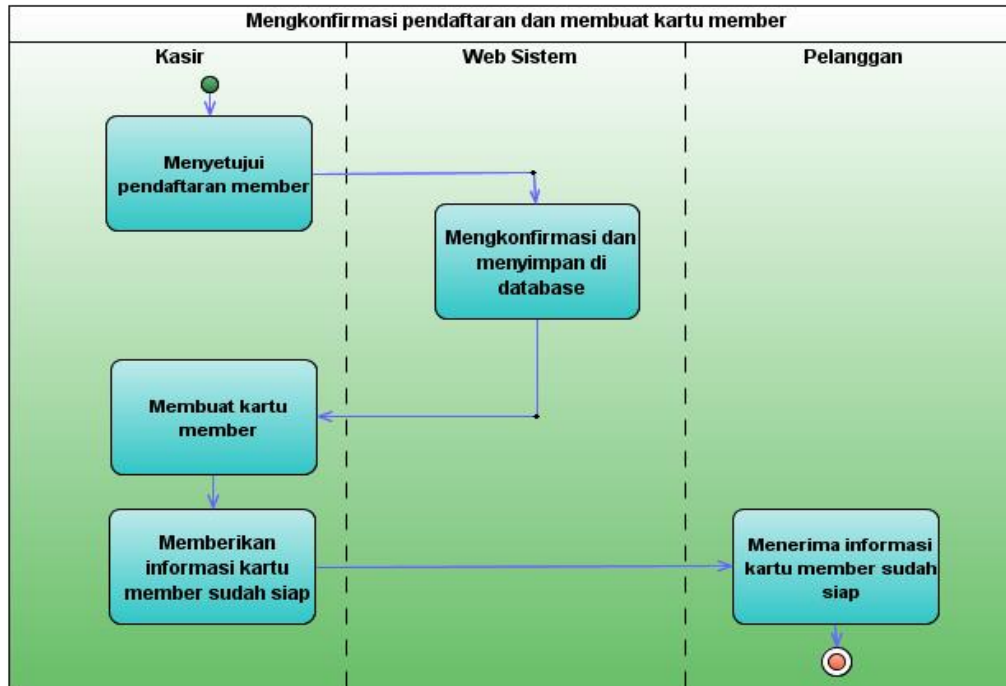 Mengkonfirmasi pendaftaran dan membuat kartu member
Kasir
Web Sistem
Pelanggan
Menyetujui
pendaftaran member
Mengkonfirmasi dan
menyimpan di
database
Membuat kartu
member
Memberikan
informasi kartu
member sudah siap
Menerima informasi
kartu member sudah
siap